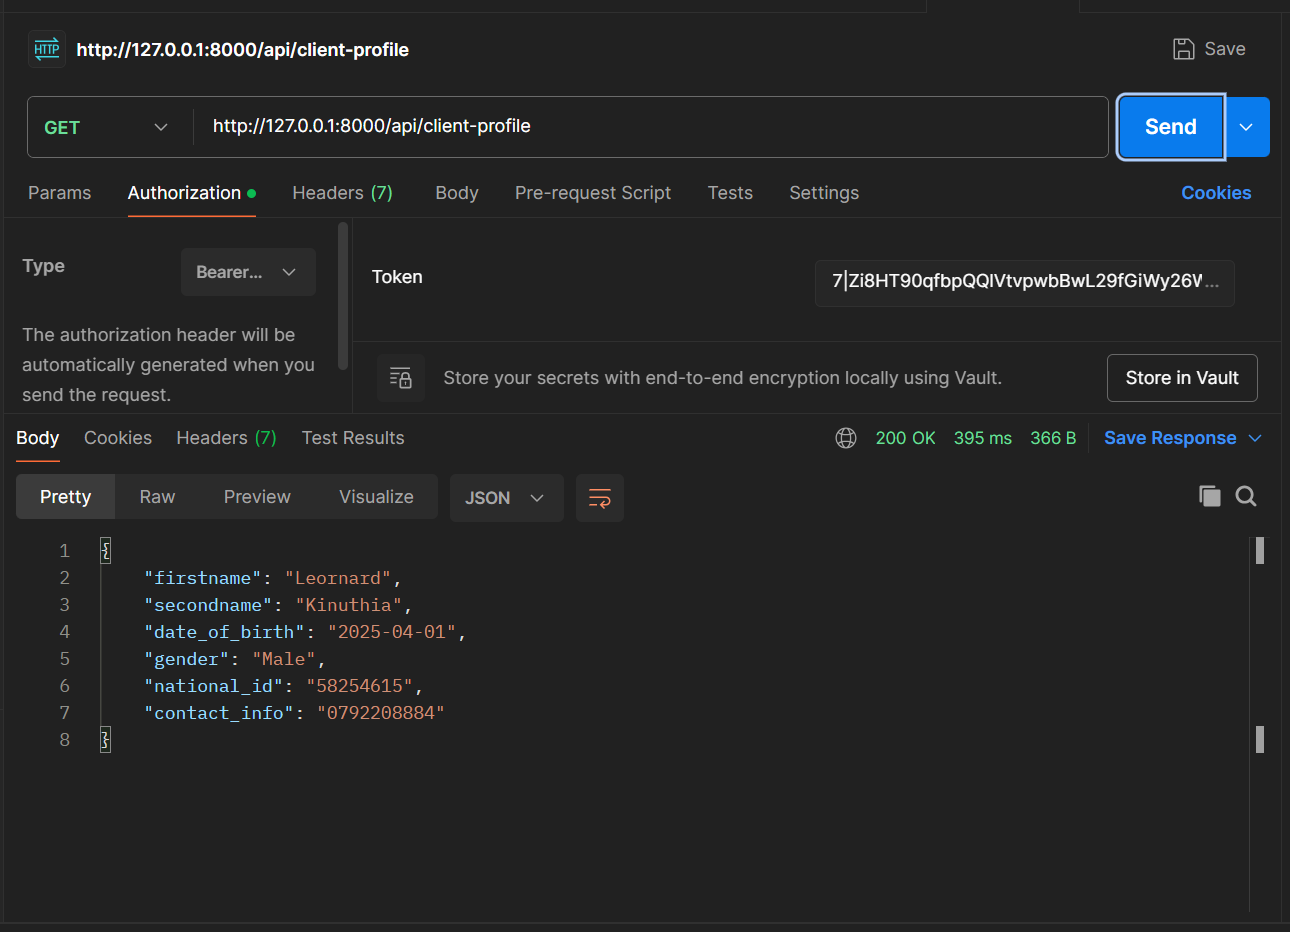 HTTP http://127.0.0.1:8000/api/client-profile Save
GET http://127.0.0.1:8000/api/client-profile Send
Params Authorization Headers (7) Body Pre-request Script Tests Settings Cookies
Type Bearer... Token 7|Zi8HT90qfbpQQIVtvpwbBwL29fGiWy26W...
The authorization header will be
automatically generated when you
send the request.
Store your secrets with end-to-end encryption locally using Vault. Store in Vault
Body Cookies Headers (7) Test Results 200 OK 395 ms 366 B Save Response
Pretty Raw Preview Visualize JSON
1 {
2 "firstname": "Leornard",
3 "secondname": "Kinuthia",
4 "date_of_birth": "2025-04-01",
5 "gender": "Male",
6 "national_id": "58254615",
7 "contact_info": "0792208884"
8 }